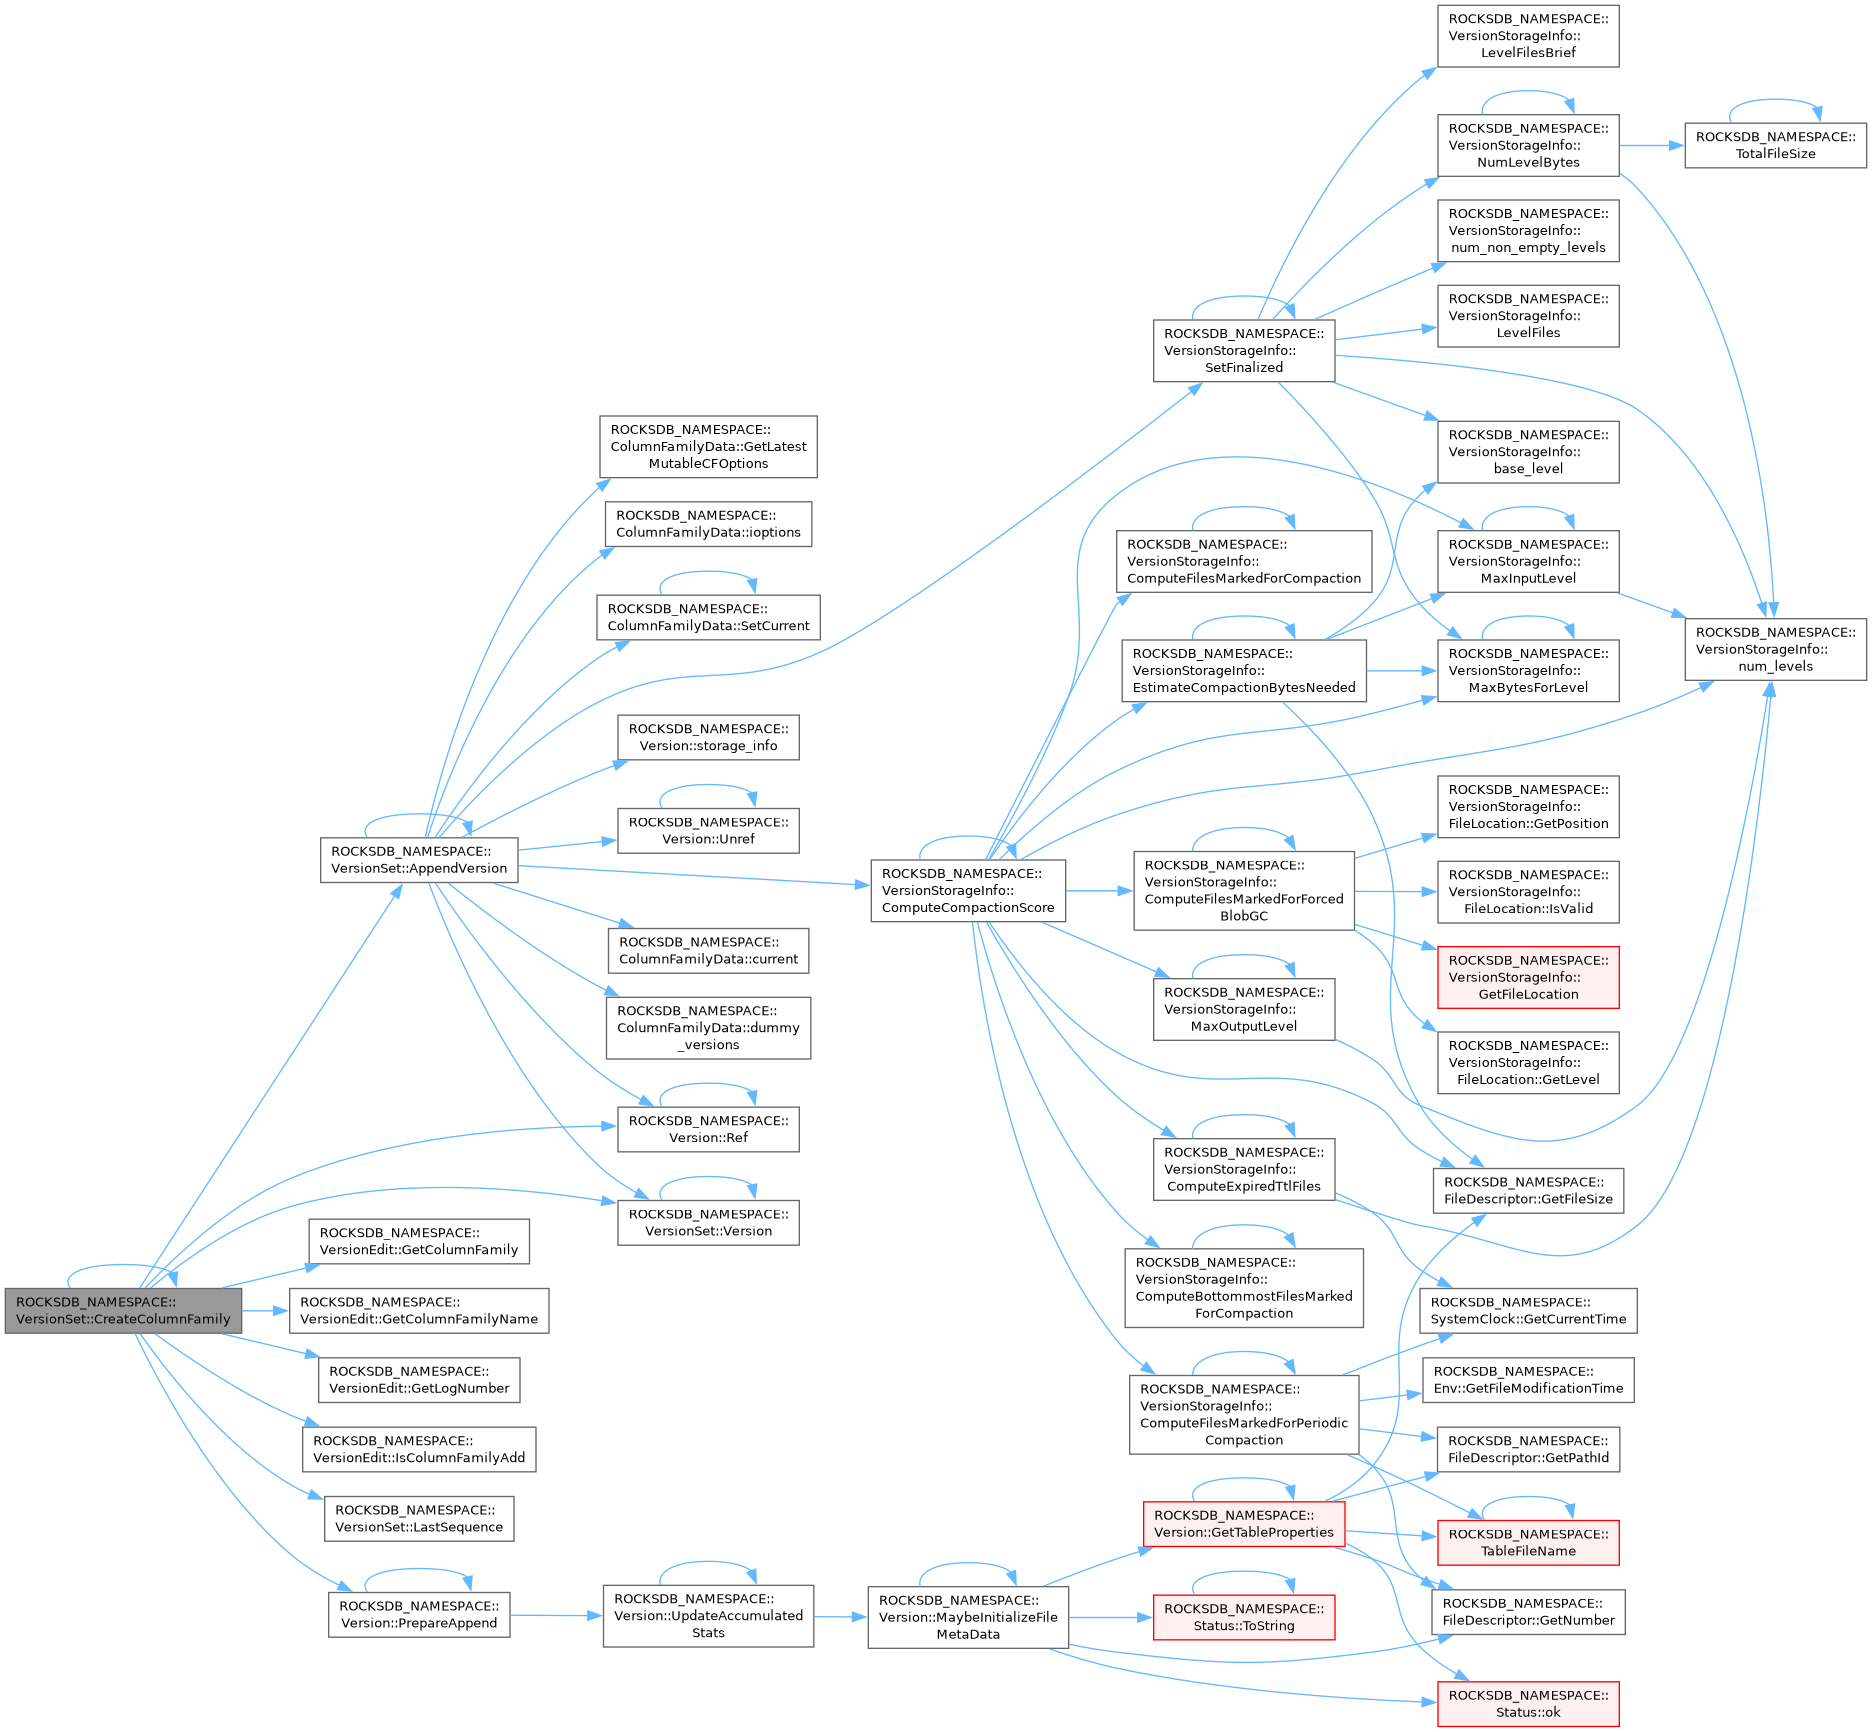 ROCKSDB_NAMESPACE::
VersionSet::CreateColumnFamily
ROCKSDB_NAMESPACE::
VersionSet::AppendVersion
ROCKSDB_NAMESPACE::
VersionEdit::GetColumnFamily
ROCKSDB_NAMESPACE::
VersionEdit::GetColumnFamilyName
ROCKSDB_NAMESPACE::
VersionEdit::GetLogNumber
ROCKSDB_NAMESPACE::
VersionEdit::IsColumnFamilyAdd
ROCKSDB_NAMESPACE::
VersionSet::LastSequence
ROCKSDB_NAMESPACE::
Version::PrepareAppend
ROCKSDB_NAMESPACE::
ColumnFamilyData::GetLatest
MutableCFOptions
ROCKSDB_NAMESPACE::
ColumnFamilyData::ioptions
ROCKSDB_NAMESPACE::
ColumnFamilyData::SetCurrent
ROCKSDB_NAMESPACE::
Version::storage_info
ROCKSDB_NAMESPACE::
Version::Unref
ROCKSDB_NAMESPACE::
ColumnFamilyData::current
ROCKSDB_NAMESPACE::
ColumnFamilyData::dummy
_versions
ROCKSDB_NAMESPACE::
Version::Ref
ROCKSDB_NAMESPACE::
VersionSet::Version
ROCKSDB_NAMESPACE::
Version::UpdateAccumulated
Stats
ROCKSDB_NAMESPACE::
VersionStorageInfo::
ComputeCompactionScore
ROCKSDB_NAMESPACE::
Version::MaybeInitializeFile
MetaData
ROCKSDB_NAMESPACE::
VersionStorageInfo::
SetFinalized
ROCKSDB_NAMESPACE::
VersionStorageInfo::
ComputeFilesMarkedForCompaction
ROCKSDB_NAMESPACE::
VersionStorageInfo::
EstimateCompactionBytesNeeded
ROCKSDB_NAMESPACE::
VersionStorageInfo::
ComputeFilesMarkedForForced
BlobGC
ROCKSDB_NAMESPACE::
VersionStorageInfo::
MaxOutputLevel
ROCKSDB_NAMESPACE::
VersionStorageInfo::
ComputeExpiredTtlFiles
ROCKSDB_NAMESPACE::
VersionStorageInfo::
ComputeBottommostFilesMarked
ForCompaction
ROCKSDB_NAMESPACE::
VersionStorageInfo::
ComputeFilesMarkedForPeriodic
Compaction
ROCKSDB_NAMESPACE::
Version::GetTableProperties
ROCKSDB_NAMESPACE::
Status::ToString
ROCKSDB_NAMESPACE::
VersionStorageInfo::
LevelFilesBrief
ROCKSDB_NAMESPACE::
VersionStorageInfo::
NumLevelBytes
ROCKSDB_NAMESPACE::
VersionStorageInfo::
num_non_empty_levels
ROCKSDB_NAMESPACE::
VersionStorageInfo::
LevelFiles
ROCKSDB_NAMESPACE::
VersionStorageInfo::
base_level
ROCKSDB_NAMESPACE::
VersionStorageInfo::
MaxInputLevel
ROCKSDB_NAMESPACE::
VersionStorageInfo::
MaxBytesForLevel
ROCKSDB_NAMESPACE::
VersionStorageInfo::
FileLocation::GetPosition
ROCKSDB_NAMESPACE::
VersionStorageInfo::
FileLocation::IsValid
ROCKSDB_NAMESPACE::
VersionStorageInfo::
GetFileLocation
ROCKSDB_NAMESPACE::
VersionStorageInfo::
FileLocation::GetLevel
ROCKSDB_NAMESPACE::
FileDescriptor::GetFileSize
ROCKSDB_NAMESPACE::
SystemClock::GetCurrentTime
ROCKSDB_NAMESPACE::
Env::GetFileModificationTime
ROCKSDB_NAMESPACE::
FileDescriptor::GetPathId
ROCKSDB_NAMESPACE::
TableFileName
ROCKSDB_NAMESPACE::
FileDescriptor::GetNumber
ROCKSDB_NAMESPACE::
Status::ok
ROCKSDB_NAMESPACE::
TotalFileSize
ROCKSDB_NAMESPACE::
VersionStorageInfo::
num_levels